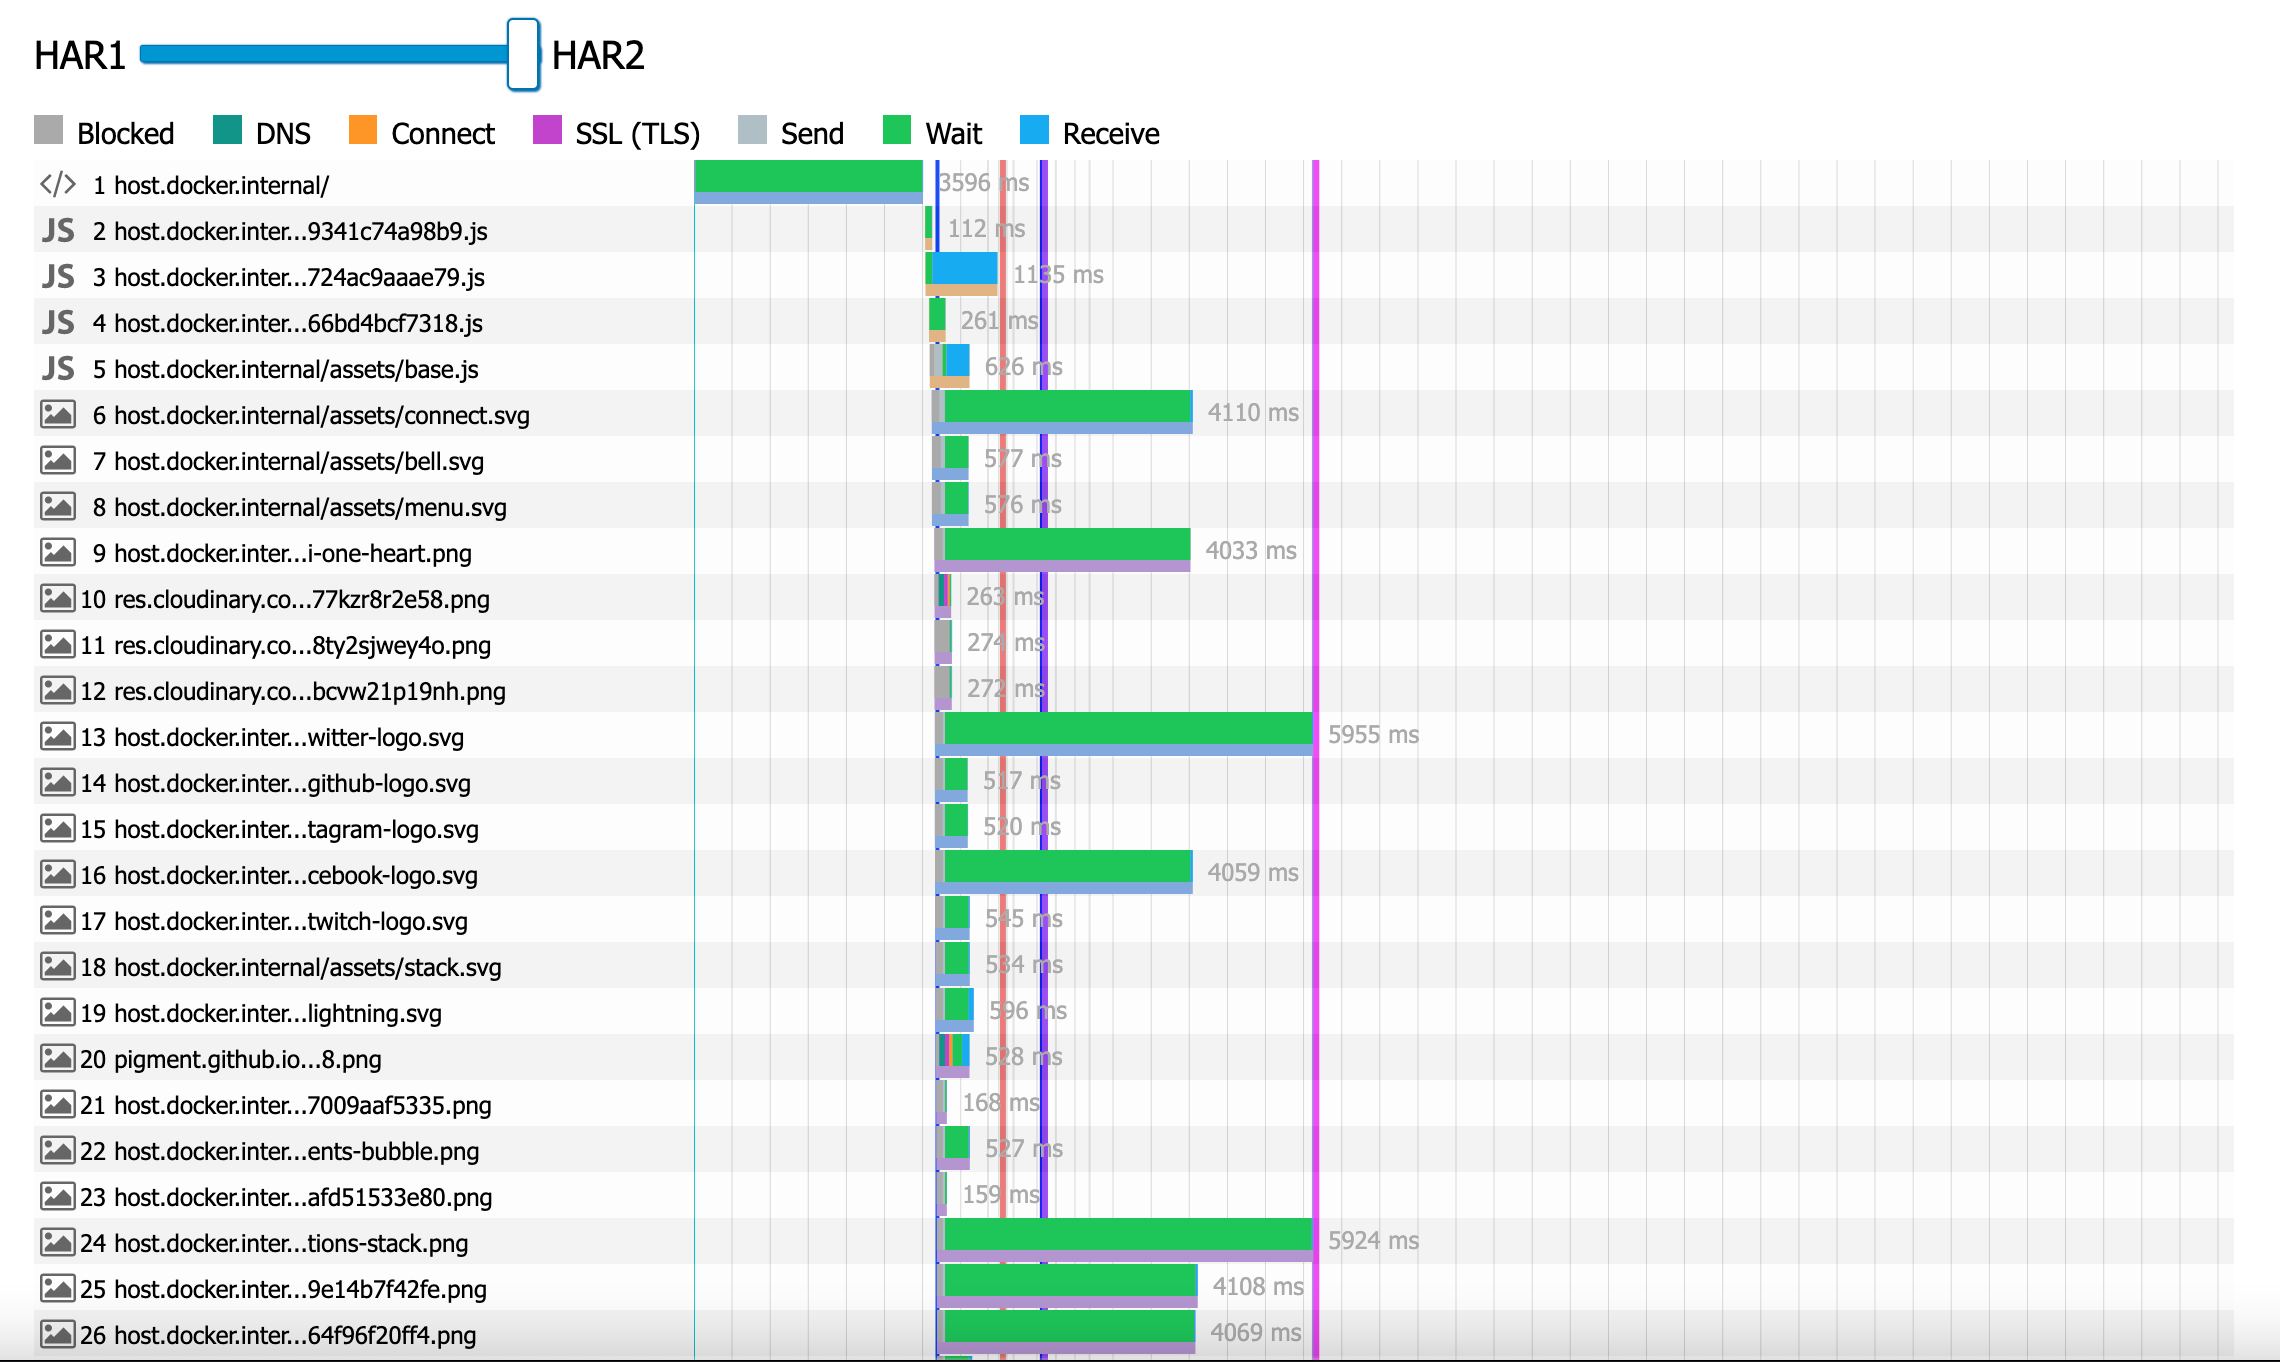 HAR1 HAR2
Blocked DNS Connect SSL (TLS) Send Wait Receive
1 host.docker.internal/ 3596 ms
JS 2 host.docker.inter...9341c74a98b9.js 112 ms
JS 3 host.docker.inter...724ac9aaae79.js 1135 ms
JS 4 host.docker.inter...66bd4bcf7318.js 261 ms
JS 5 host.docker.internal/assets/base.js 626 ms
6 host.docker.internal/assets/connect.svg 4110 ms
7 host.docker.internal/assets/bell.svg 577 ms
8 host.docker.internal/assets/menu.svg 576 ms
9 host.docker.inter...i-one-heart.png 4033 ms
10 res.cloudinary.co...77kzr8r2e58.png 263 ms
11 res.cloudinary.co...8ty2sjwey4o.png 274 ms
12 res.cloudinary.co...bcvw21p19nh.png 272 ms
13 host.docker.inter...witter-logo.svg 5955 ms
14 host.docker.inter...github-logo.svg 517 ms
15 host.docker.inter...tagram-logo.svg 520 ms
16 host.docker.inter...cebook-logo.svg 4059 ms
17 host.docker.inter...twitch-logo.svg 545 ms
18 host.docker.internal/assets/stack.svg 534 ms
19 host.docker.inter...lightning.svg 596 ms
20 pigment.github.io...8.png 528 ms
21 host.docker.inter...7009aaf5335.png 168 ms
22 host.docker.inter...ents-bubble.png 527 ms
23 host.docker.inter...afd51533e80.png 159 ms
24 host.docker.inter...tions-stack.png 5924 ms
25 host.docker.inter...9e14b7f42fe.png 4108 ms
26 host.docker.inter...64f96f20ff4.png 4069 ms